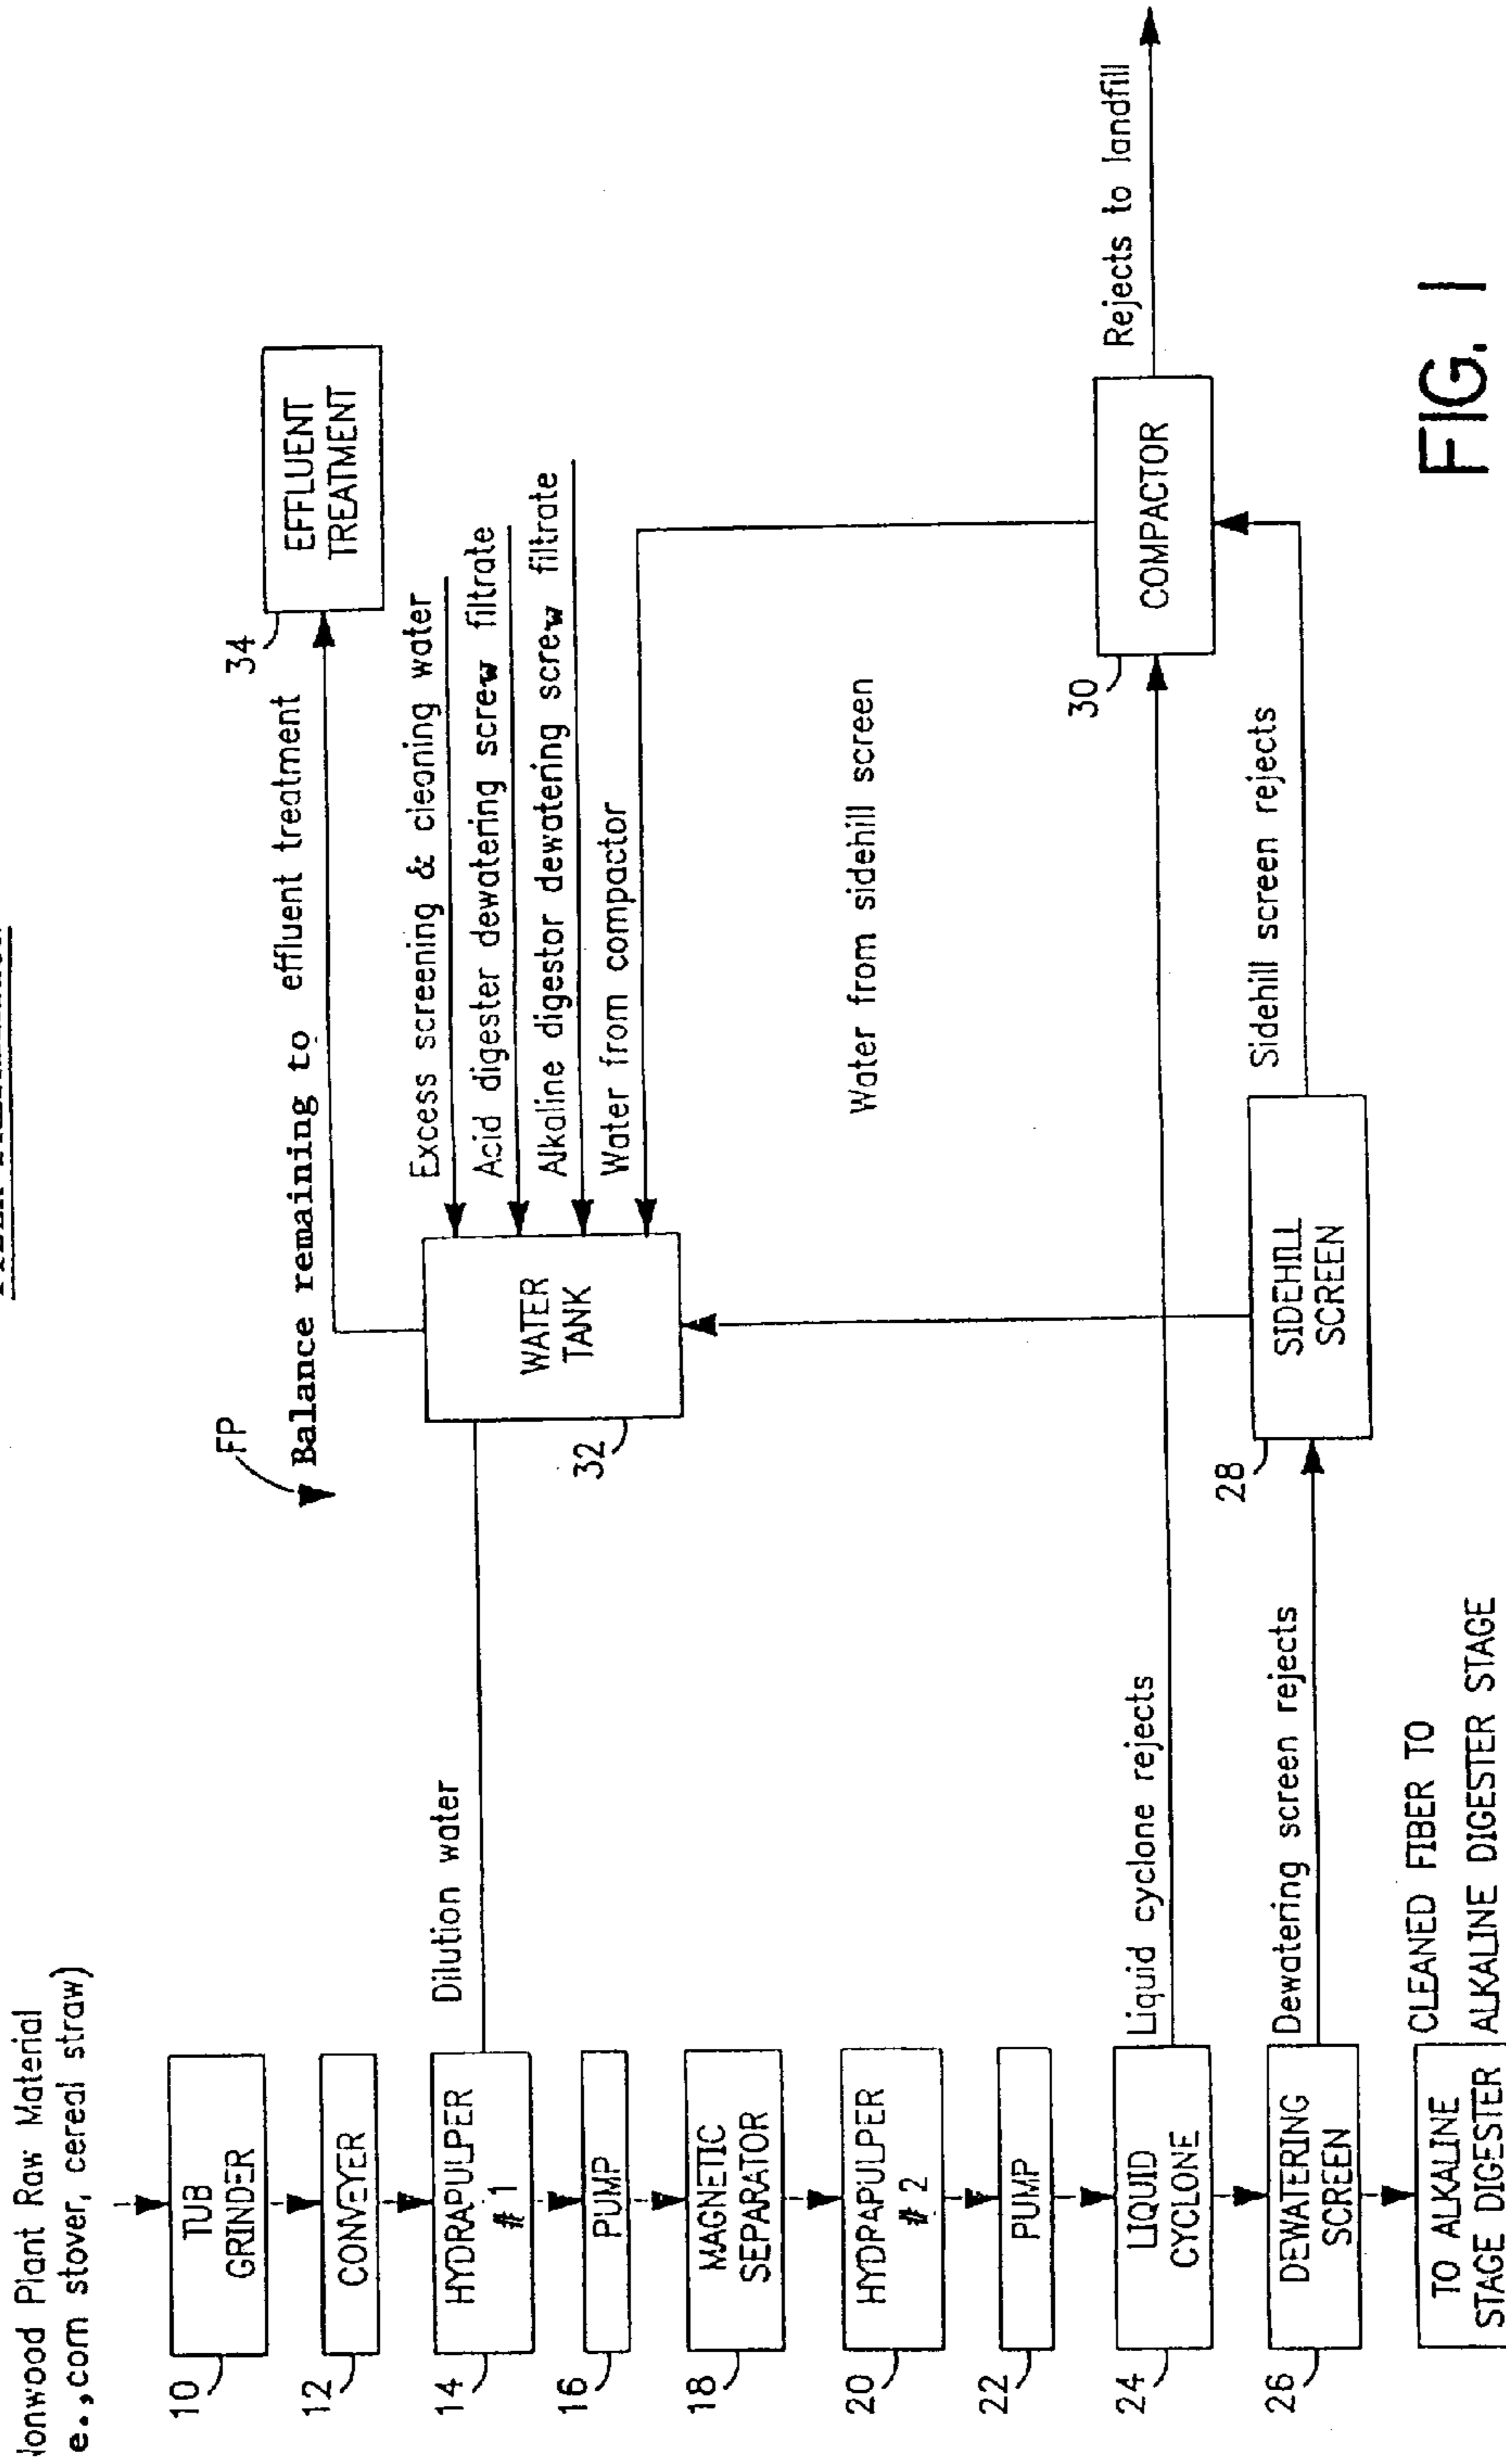 Nonwood Plant Raw Material
e.,corn stover, cereal straw)
FP
10
TUB
GRINDER
12
CONVEYER
14
HYDRAPULPER
# 1
Dilution water
16
PUMP
18
MAGNETIC
SEPARATOR
20
HYDRAPULPER
# 2
22
PUMP
24
LIQUID
CYCLONE
Liquid cyclone rejects
26
DEWATERING
SCREEN
Dewatering screen rejects
TO ALKALINE
STAGE DIGESTER
CLEANED FIBER TO
ALKALINE DIGESTER STAGE
Balance remaining to effluent treatment
34
EFFLUENT
TREATMENT
32
WATER
TANK
Excess screening & cleaning water
Acid digester dewatering screw filtrate
Alkaline digestor dewatering screw filtrate
Water from compactor
Water from sidehill screen
28
SIDEHILL
SCREEN
Sidehill screen rejects
30
COMPACTOR
Rejects to landfill
FIG. 1